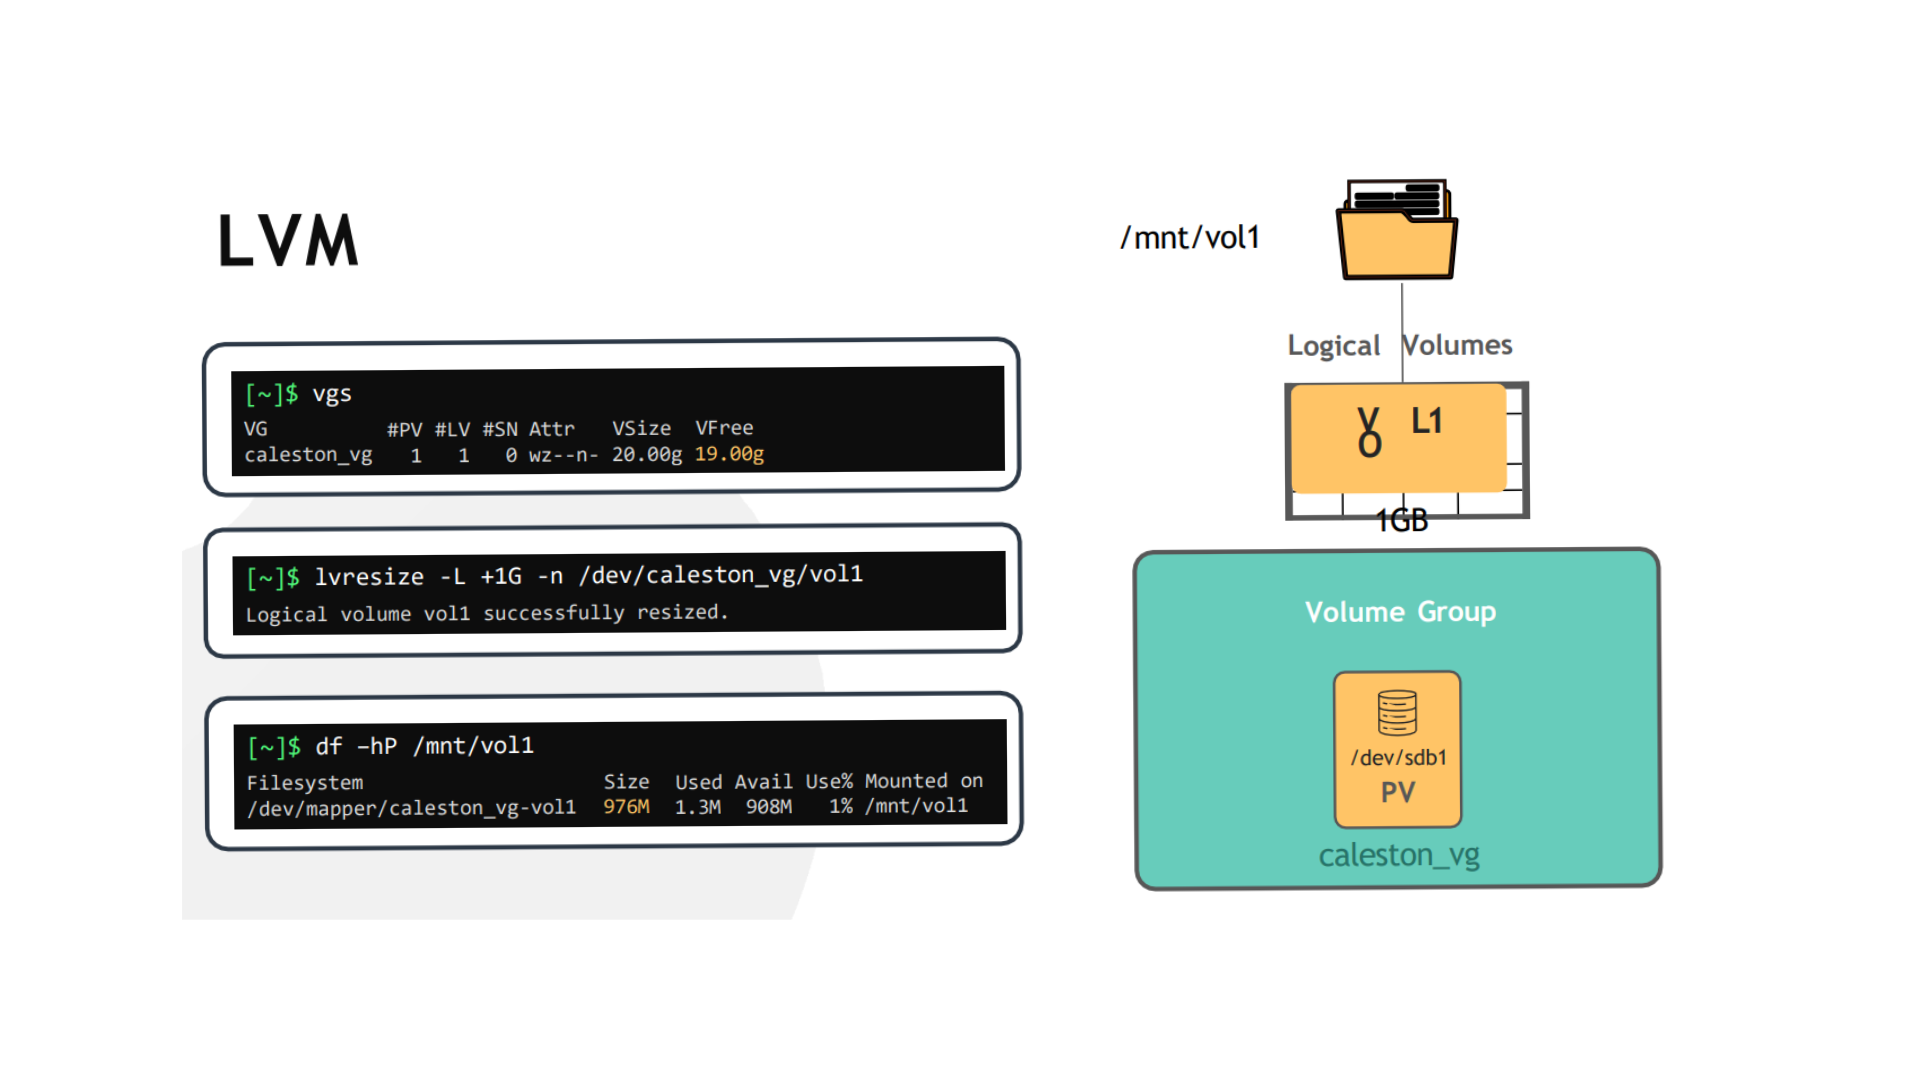 LVM
[~]$ vgs
VG #PV #LV #SN Attr VSize VFree
caleston_vg 1 1 0 wz--n- 20.00g 19.00g
[~]$ lvresize -L +1G -n /dev/caleston_vg/vol1
Logical volume vol1 successfully resized.
[~]$ df –hP /mnt/vol1
Filesystem Size Used Avail Use% Mounted on
/dev/mapper/caleston_vg-vol1 976M 1.3M 908M 1% /mnt/vol1
/mnt/vol1
Logical Volumes
V L1
O
1GB
Volume Group
/dev/sdb1
PV
caleston_vg